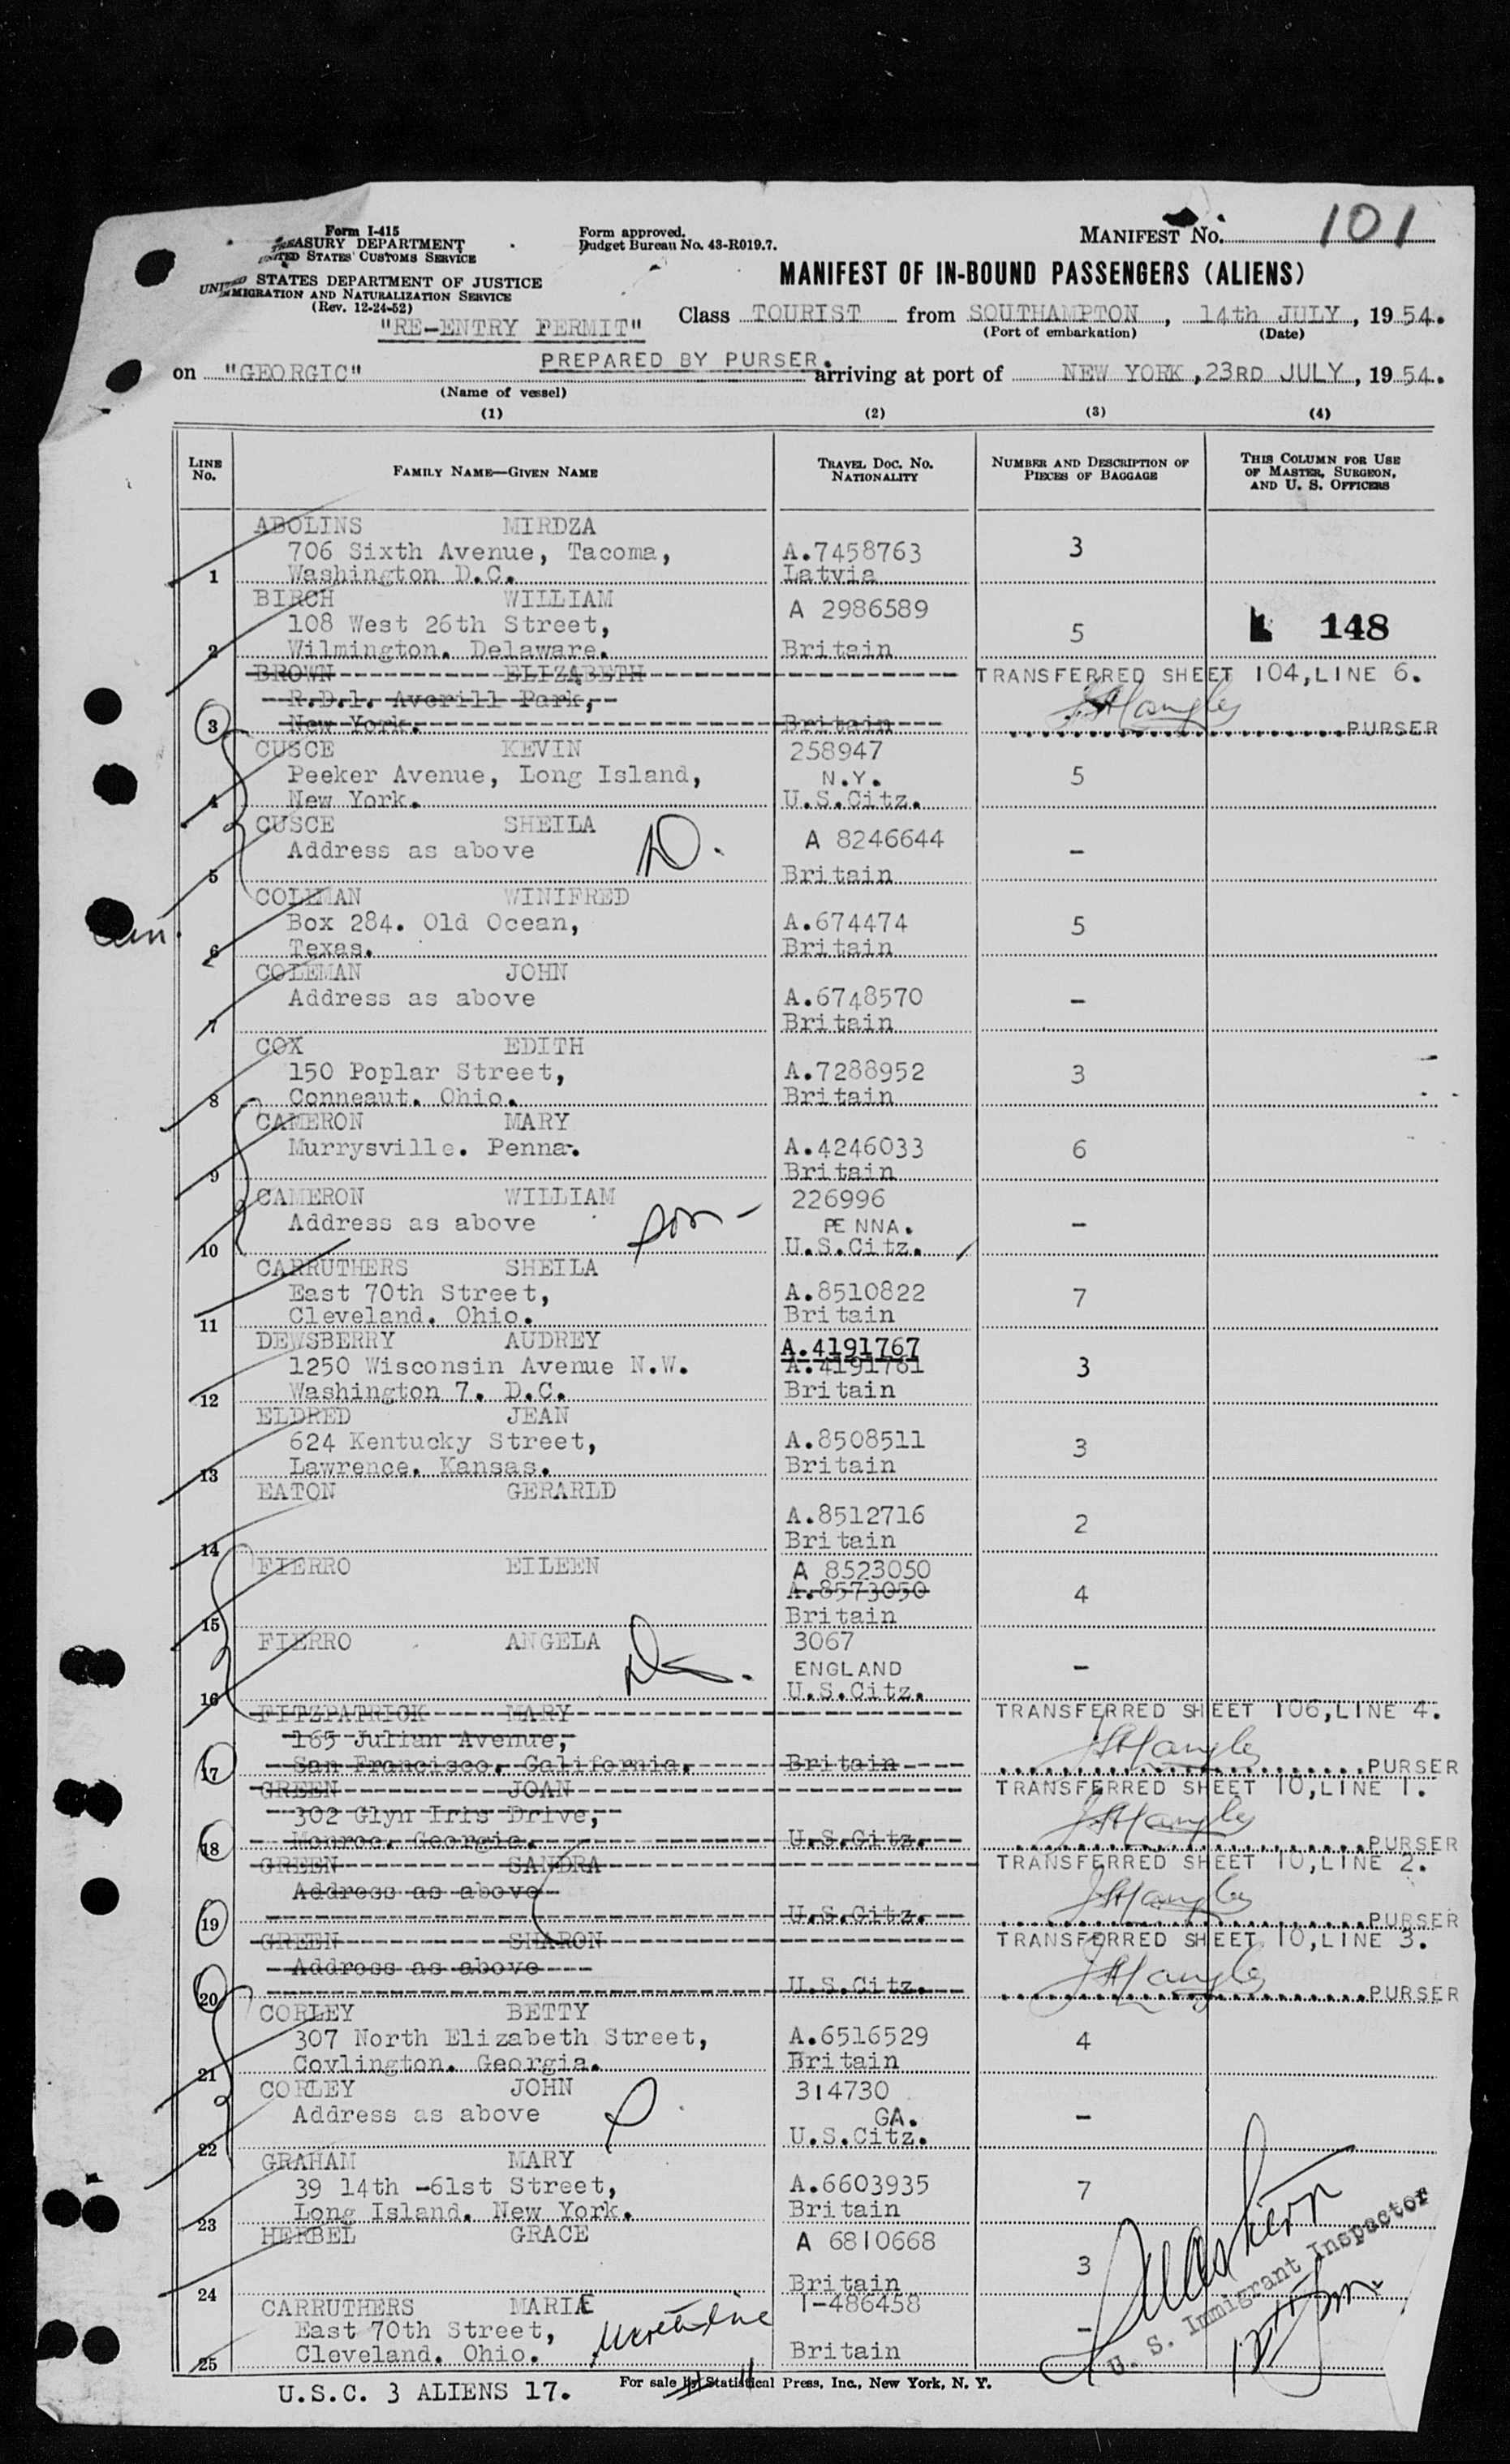 Form I-415
TREASURY DEPARTMENT
UNITED STATES CUSTOMS SERVICE
UNITED STATES DEPARTMENT OF JUSTICE
IMMIGRATION AND NATURALIZATION SERVICE
(Rev. 12-24-52)
Form approved.
Budget Bureau No. 43-R019.7.
MANIFEST NO. 101
MANIFEST OF IN-BOUND PASSENGERS (ALIENS)
"RE-ENTRY PERMIT"
Class TOURIST from SOUTHAMPTON, 14th JULY, 1954.
(Port of embarkation) (Date)
PREPARED BY PURSER.
on "GEORGIC" arriving at port of NEW YORK, 23RD JULY, 1954.
(Name of vessel)
(1) (2) (3) (4)
LINE NO. FAMILY NAME—GIVEN NAME TRAVEL DOC. NO. NATIONALITY NUMBER AND DESCRIPTION OF PIECES OF BAGGAGE THIS COLUMN FOR USE OF MASTER, SURGEON, AND U. S. OFFICERS
ABOLINS MIRDZA
706 Sixth Avenue, Tacoma, A.7458763 3
1 Washington D.C. Latvia
BIRCH WILLIAM A 2986589
108 West 26th Street, 5 148
2 Wilmington. Delaware. Britain
BROWN ELIZABETH TRANSFERRED SHEET 104,LINE 6.
R.D.1. Averill Park,
3 New York. Britain PURSER
CUSCE KEVIN 258947
Peeker Avenue, Long Island, N.Y. 5
4 New York. U.S.Citz.
CUSCE SHEILA A 8246644
Address as above D. -
5 Britain
COLEMAN WINIFRED
Box 284. Old Ocean, A.674474 5
6 Texas. Britain
COLEMAN JOHN
Address as above A.6748570 -
7 Britain
COX EDITH
150 Poplar Street, A.7288952 3
8 Conneaut. Ohio. Britain
CAMERON MARY
Murrysville. Penna. A.4246033 6
9 Britain
CAMERON WILLIAM 226996
Address as above son - PENNA. -
10 U.S.Citz.
CARRUTHERS SHEILA
East 70th Street, A.8510822 7
11 Cleveland. Ohio. Britain
DEWSBERRY AUDREY A.4191767
1250 Wisconsin Avenue N.W. A.4191761 3
12 Washington 7. D.C. Britain
ELDRED JEAN
624 Kentucky Street, A.8508511 3
13 Lawrence. Kansas. Britain
EATON GERARLD
A.8512716 2
14 Britain
FIERRO EILEEN A 8523050
A.8573050 4
15 Britain
FIERRO ANGELA 3067
ENGLAND -
16 U.S.Citz.
FITZPATRICK MARY TRANSFERRED SHEET 106,LINE 4.
165 Julian Avenue,
17 San Francisco. California. Britain PURSER
GREEN JOAN TRANSFERRED SHEET 10,LINE 1.
302 Glyn Iris Drive,
18 Monroe. Georgia. U.S.Citz. PURSER
GREEN SANDRA TRANSFERRED SHEET 10,LINE 2.
Address as above
19 U.S.Citz. PURSER
GREEN SHARON TRANSFERRED SHEET 10,LINE 3.
Address as above
20 U.S.Citz. PURSER
CORLEY BETTY
307 North Elizabeth Street, A.6516529 4
21 Covlington. Georgia. Britain
CORLEY JOHN 314730
Address as above GA. -
22 U.S.Citz.
GRAHAM MARY
39 14th -61st Street, A.6603935 7
23 Long Island. New York. Britain
HERBEL GRACE A 6810668
3
24 Britain
CARRUTHERS MARIE I-486458
East 70th Street, -
25 Cleveland. Ohio. Britain
U. S. Immigrant Inspector
For sale by Statistical Press, Inc., New York, N. Y.
U.S.C. 3 ALIENS 17.